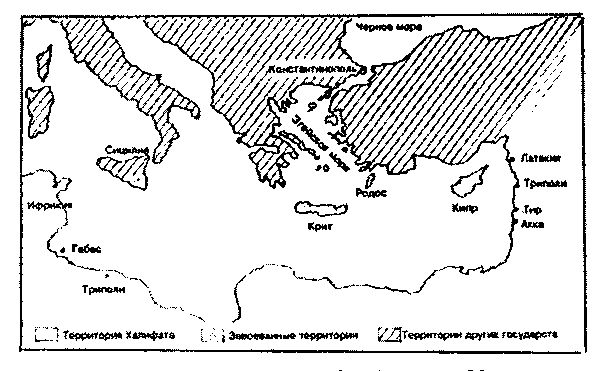 Черное море
Константинополь
Эгейское море
Сицилия
Латакия
Ифрикия
Родос
Триполи
Кипр
Тир
Крит
Акка
Габес
Триполи
Территория Халифата
Завоеванные территории
Территории других государств